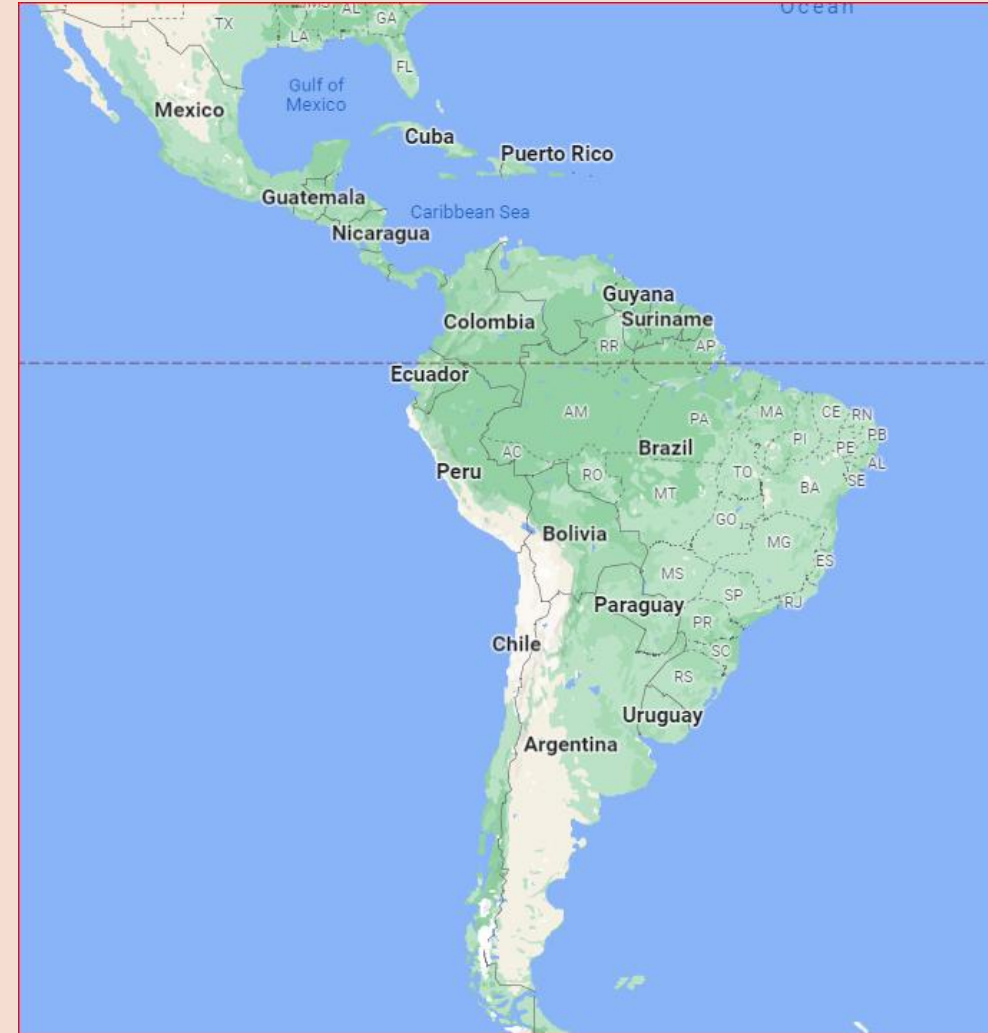 Ocean
MS
AL
GA
TX
LA
FL
Gulf of
Mexico
Mexico
Cuba
Puerto Rico
Guatemala
Caribbean Sea
Nicaragua
Guyana
Colombia
Suriname
RR
AP
Ecuador
AM
PA
MA
CE
RN
PI
PB
PE
Brazil
AC
AL
Peru
RO
TO
SE
MT
BA
GO
Bolivia
MG
ES
MS
SP
RJ
Paraguay
PR
Chile
SC
RS
Uruguay
Argentina